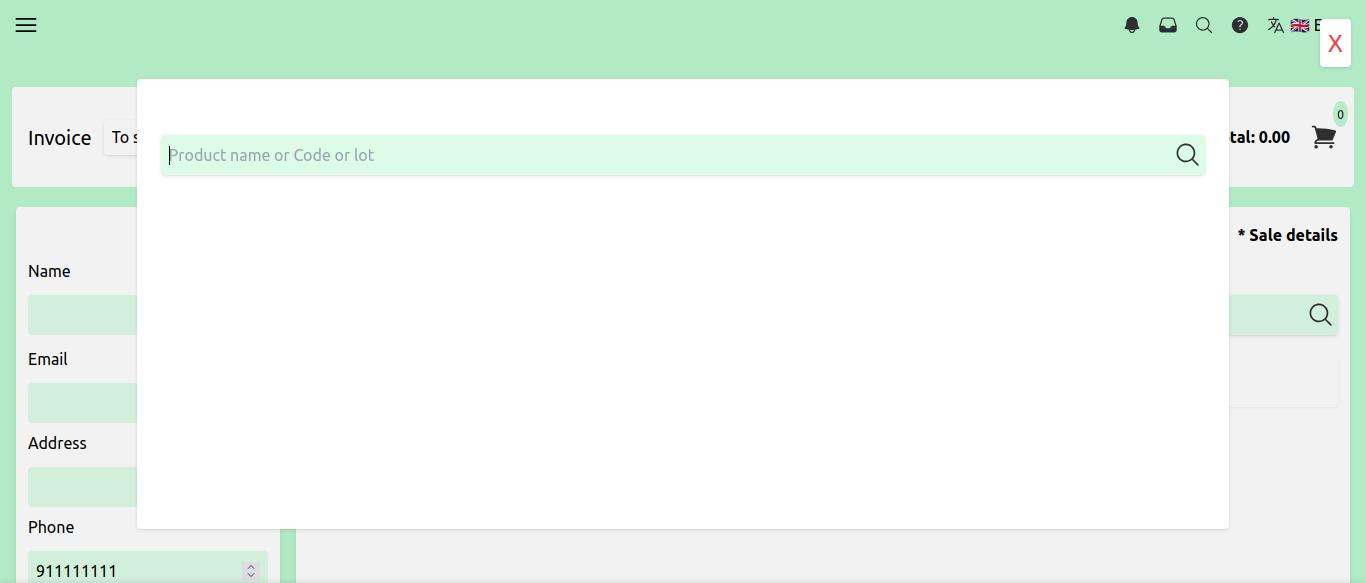 E
X
Invoice
To s
tal: 0.00
0
Product name or Code or lot
* Sale details
Name
Email
Address
Phone
911111111